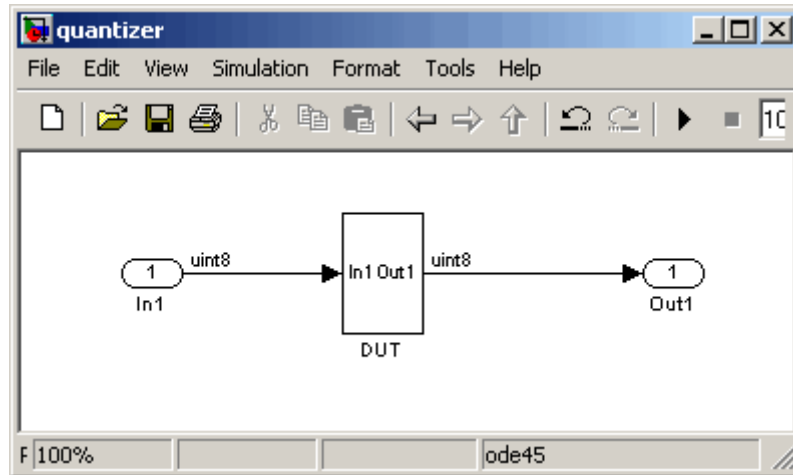 quantizer
File Edit View Simulation Format Tools Help
10
uint8
uint8
1
In1 Out1
1
In1
Out1
DUT
F 100%
ode45